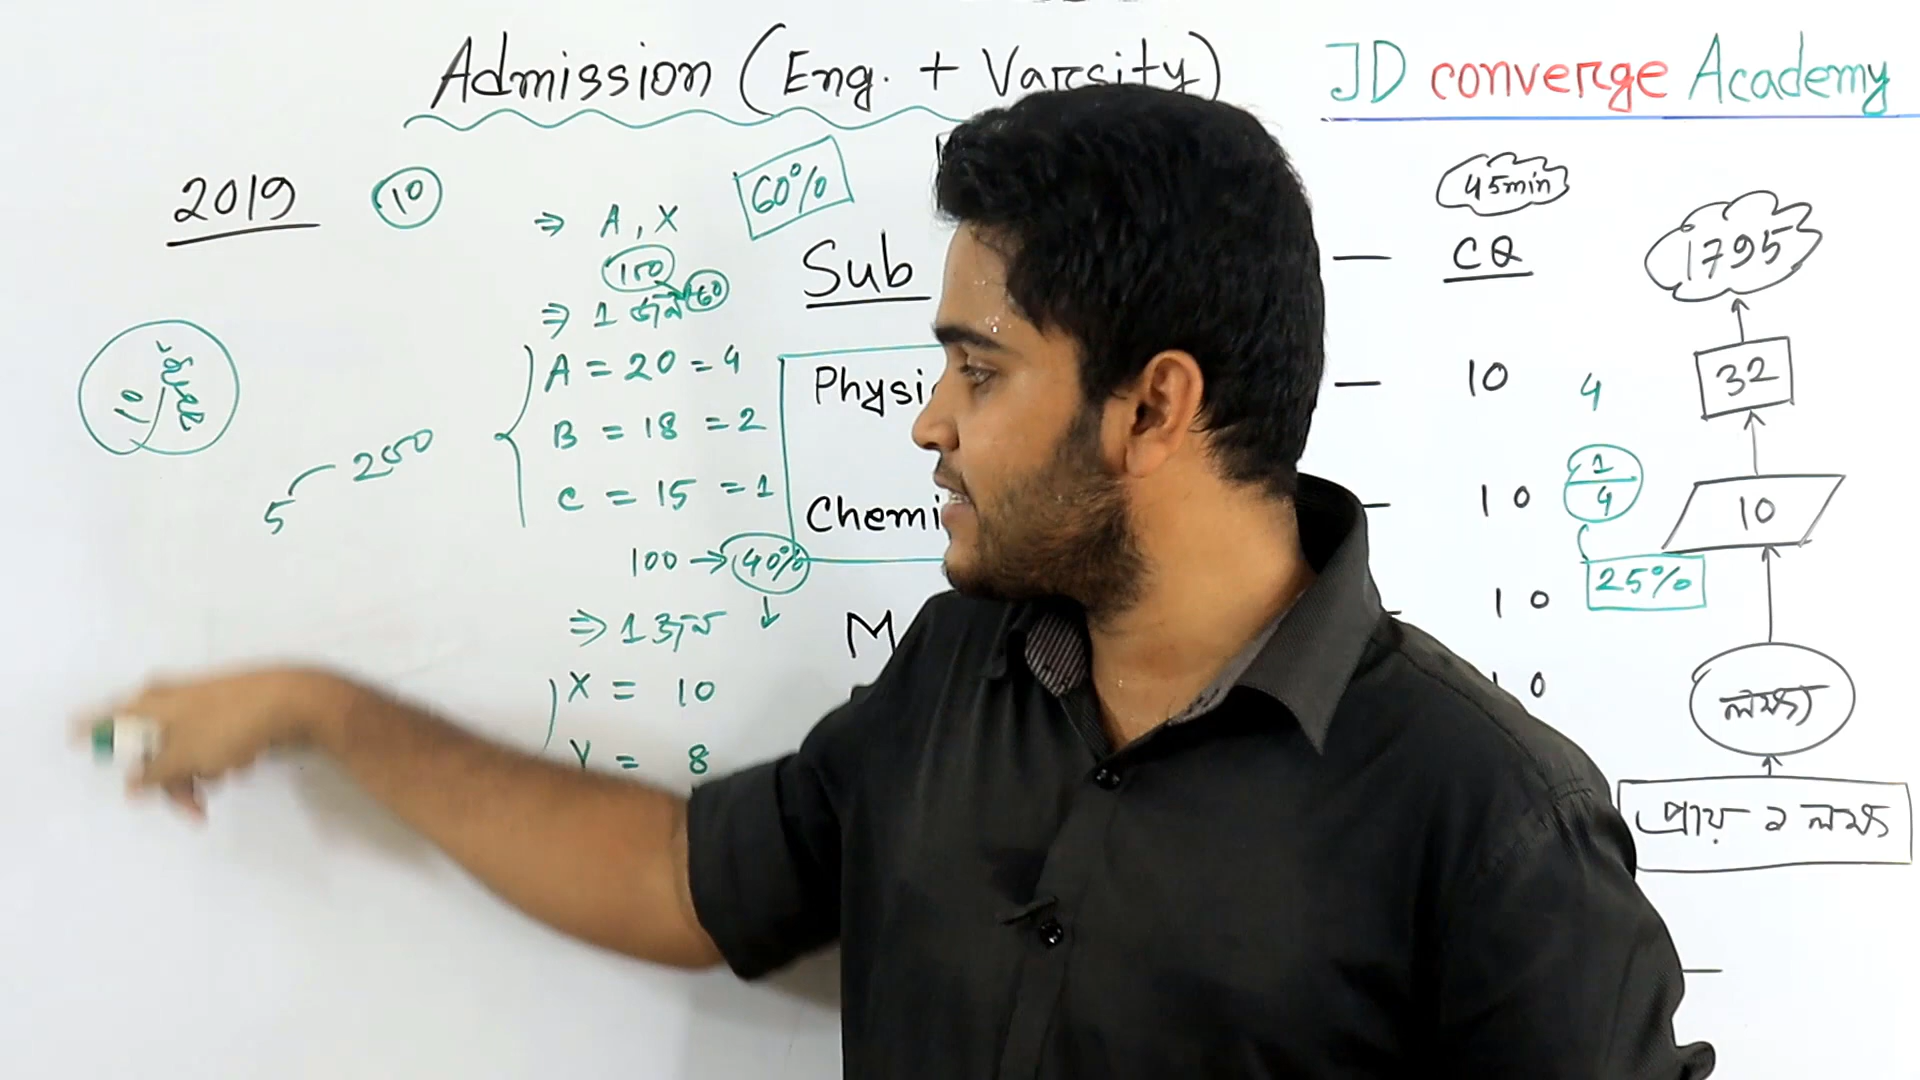 Admission (Eng. + Varsity)
JD converge Academy
2019
10
⇒ A, X
60%
150
60
⇒ 1 জন
A = 20 = 4
B = 18 = 2
C = 15 = 1
5
250
100 → 40%
⇒ 1 জন
X = 10
Y = 8
Sub
Physi
Chemi
M
45min
CQ
10
4
10
1/4
25%
10
10
1795
32
10
লক্ষ্য
প্রায় ২ লক্ষ